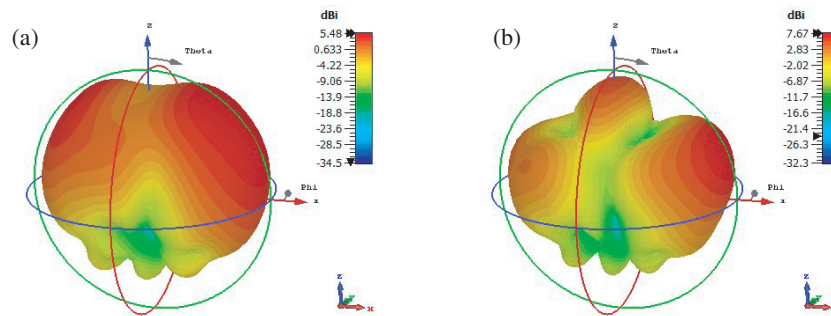 (a)
z
Theta
Phi
x
dBi
5.48
0.633
-4.22
-9.06
-13.9
-18.8
-23.6
-28.5
-34.5
z
Y
x
(b)
z
Theta
Phi
x
dBi
7.67
2.83
-2.02
-6.87
-11.7
-16.6
-21.4
-26.3
-32.3
z
Y
x